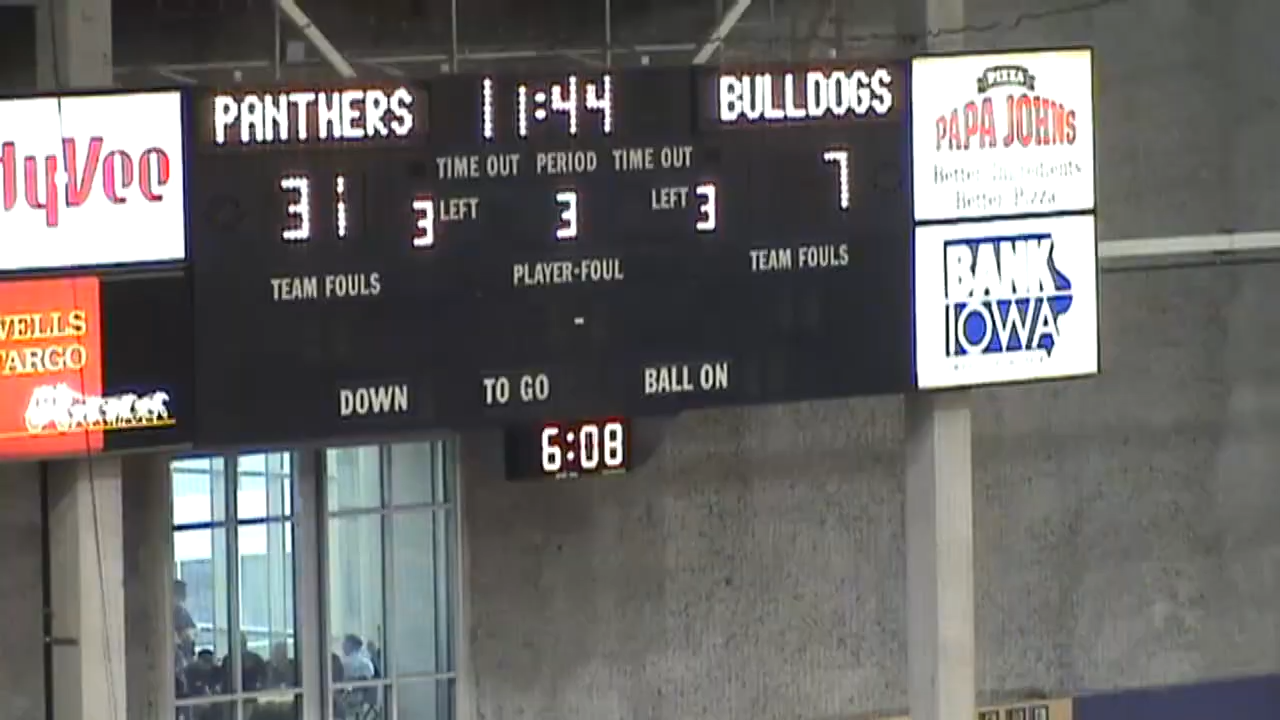 HyVee
WELLS
FARGO
PANTHERS 11:44 BULLDOGS
TIME OUT PERIOD TIME OUT
31 3 LEFT 3 LEFT 3 7
TEAM FOULS PLAYER-FOUL TEAM FOULS
-
DOWN TO GO BALL ON
6:08
PIZZA
PAPA JOHNS
Better Ingredients
Better Pizza
BANK
IOWA